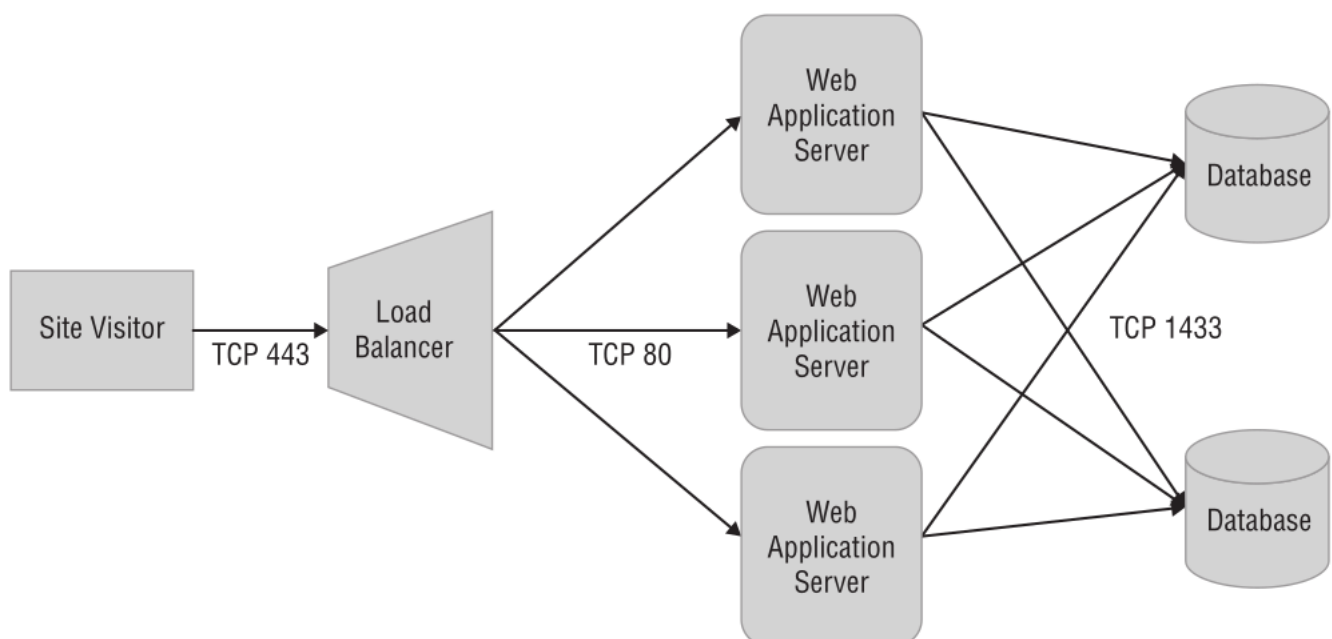 Site Visitor
TCP 443
Load
Balancer
TCP 80
Web
Application
Server
Web
Application
Server
Web
Application
Server
TCP 1433
Database
Database